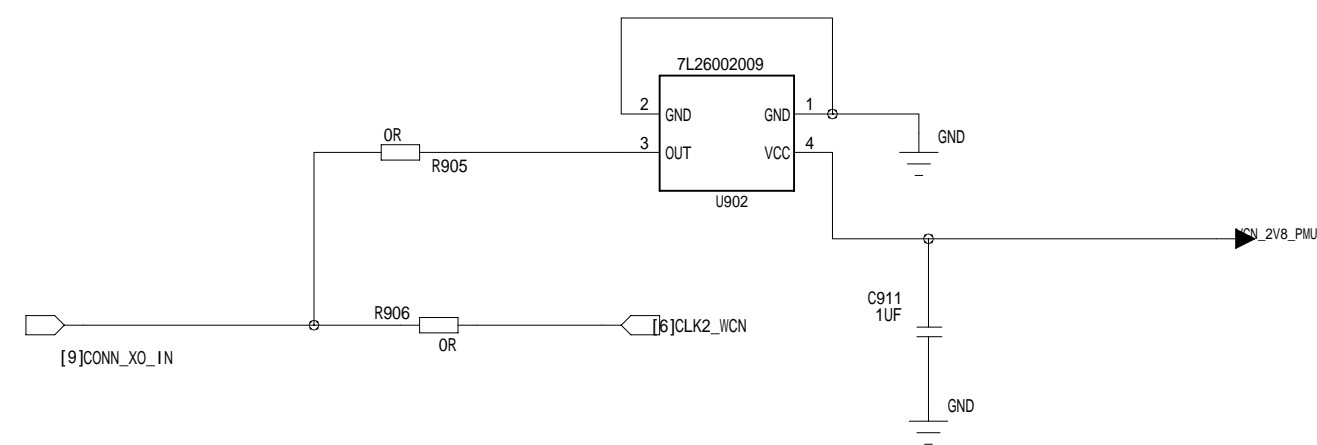 7L26002009
2 GND GND 1
GND
0R
3 OUT VCC 4
R905
U902
_2V8_PMU
C911
1UF
R906
[6]CLK2_WCN
0R
[9]CONN_XO_IN
GND